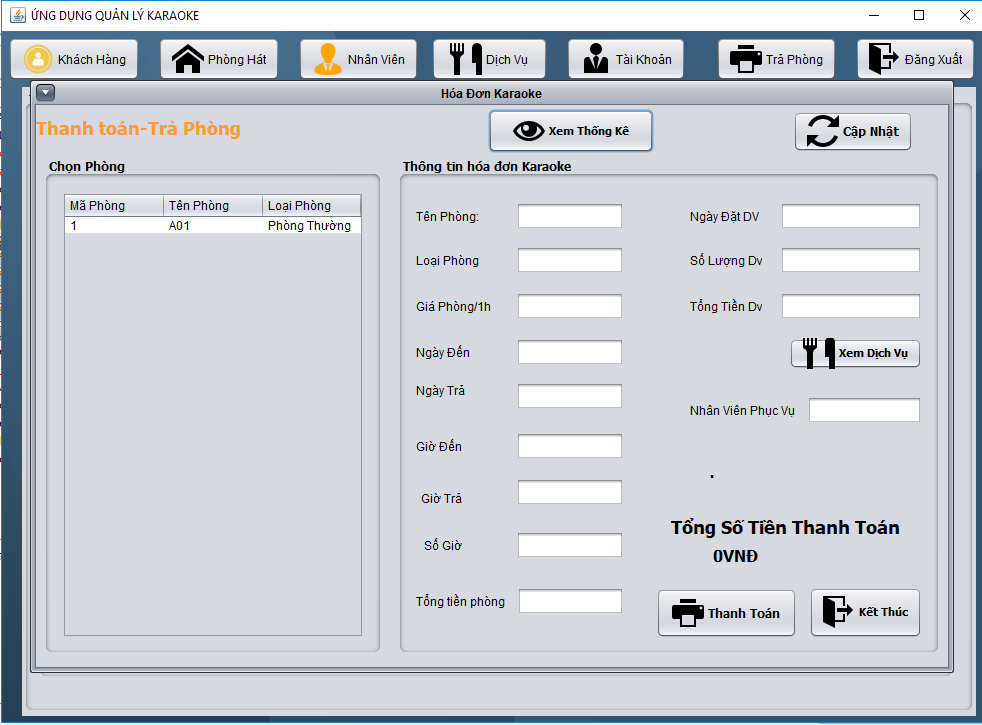 ỨNG DỤNG QUẢN LÝ KARAOKE
Khách Hàng
Phòng Hát
Nhân Viên
Dịch Vụ
Tài Khoản
Trả Phòng
Đăng Xuất
Hóa Đơn Karaoke
Thanh toán-Trả Phòng
Xem Thống Kê
Cập Nhật
Chọn Phòng
Mã Phòng Tên Phòng Loại Phòng
1 A01 Phòng Thường
Thông tin hóa đơn Karaoke
Tên Phòng:
Loại Phòng
Giá Phòng/1h
Ngày Đến
Ngày Trả
Giờ Đến
Giờ Trả
Số Giờ
Tổng tiền phòng
Ngày Đặt DV
Số Lượng Dv
Tổng Tiền Dv
Xem Dịch Vụ
Nhân Viên Phục Vụ
.
Tổng Số Tiền Thanh Toán
0VNĐ
Thanh Toán
Kết Thúc